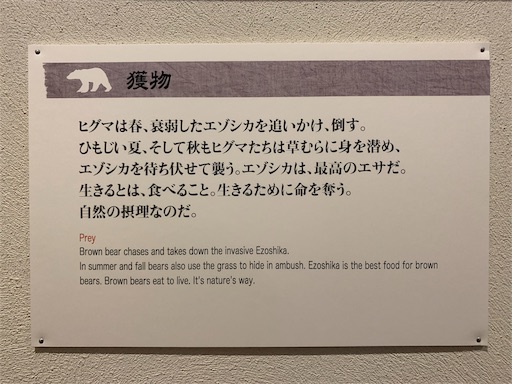 獲物
ヒグマは春、衰弱したエゾシカを追いかけ、倒す。
ひもじい夏、そして秋もヒグマたちは草むらに身を潜め、
エゾシカを待ち伏せて襲う。エゾシカは、最高のエサだ。
生きるとは、食べること。生きるために命を奪う。
自然の摂理なのだ。
Prey
Brown bear chases and takes down the invasive Ezoshika.
In summer and fall bears also use the grass to hide in ambush. Ezoshika is the best food for brown
bears. Brown bears eat to live. It's nature's way.